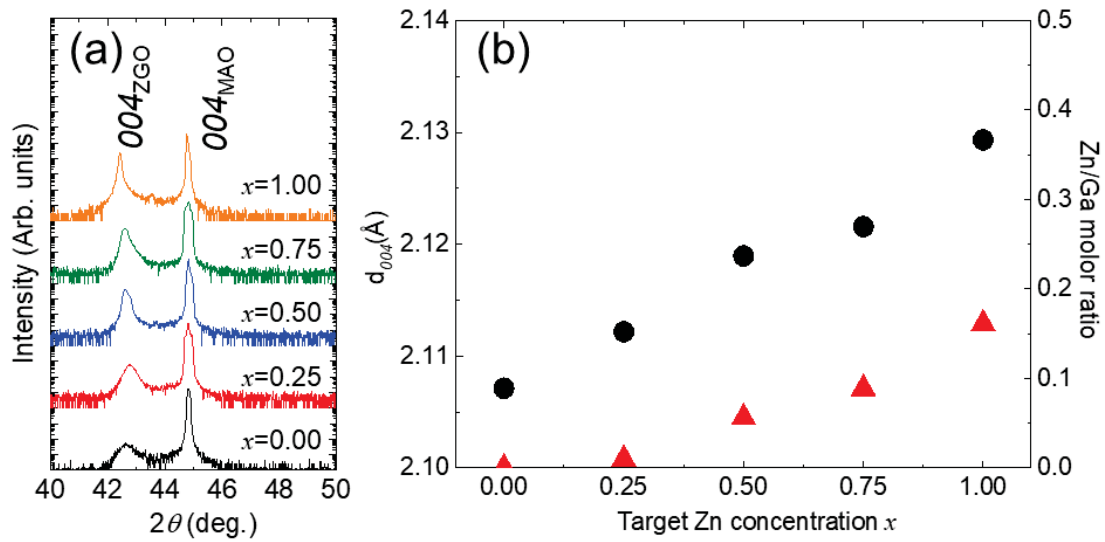 (a)
004ZGO
004MAO
x=1.00
x=0.75
x=0.50
x=0.25
x=0.00
Intensity (Arb. units)
40 42 44 46 48 50
2θ (deg.)
(b)
2.14
2.13
2.12
2.11
2.10
d004(Å)
0.5
0.4
0.3
0.2
0.1
0.0
Zn/Ga molor ratio
0.00 0.25 0.50 0.75 1.00
Target Zn concentration x